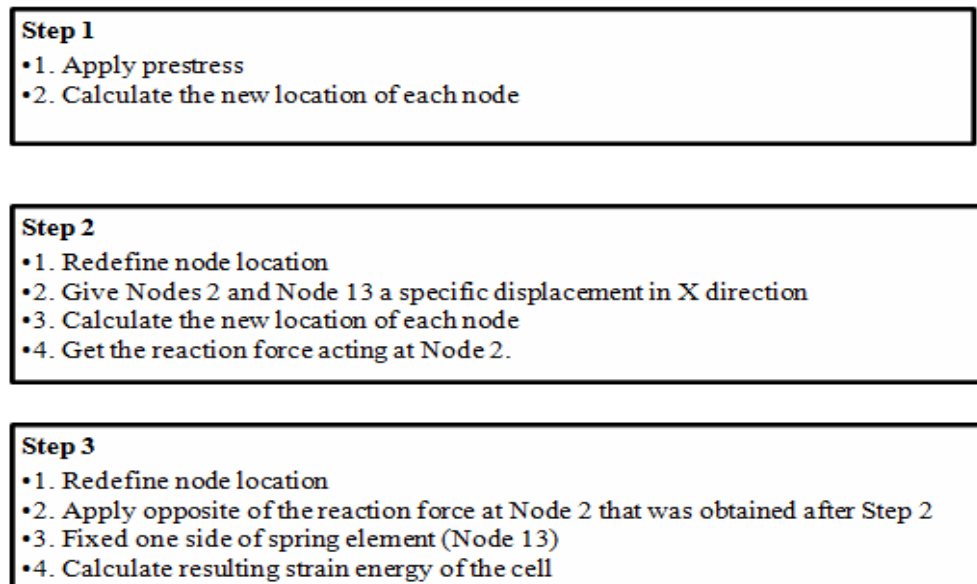 Step 1
•1. Apply prestress
•2. Calculate the new location of each node
Step 2
•1. Redefine node location
•2. Give Nodes 2 and Node 13 a specific displacement in X direction
•3. Calculate the new location of each node
•4. Get the reaction force acting at Node 2.
Step 3
•1. Redefine node location
•2. Apply opposite of the reaction force at Node 2 that was obtained after Step 2
•3. Fixed one side of spring element (Node 13)
•4. Calculate resulting strain energy of the cell